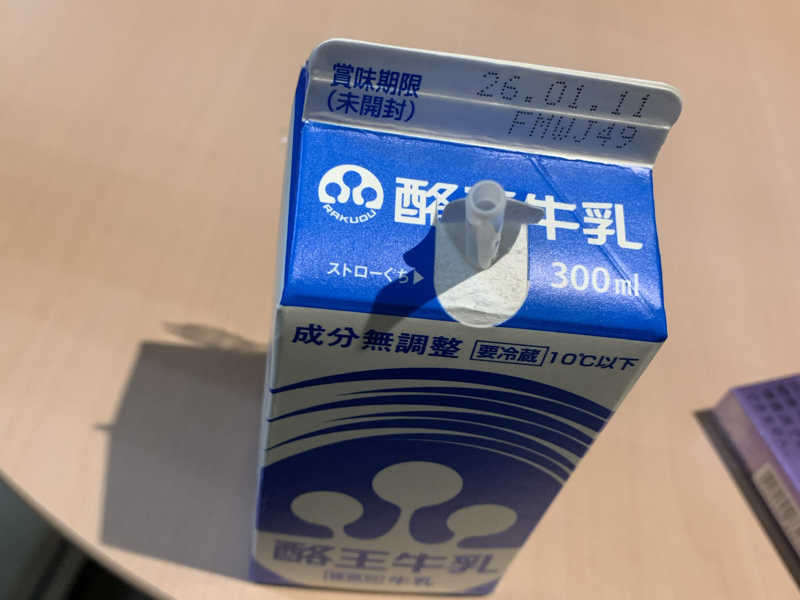 賞味期限
(未開封)
26.01.11
FMWJ49
RAKUOU
酪王牛乳
ストローぐち▶
300ml
成分無調整 要冷蔵 10℃以下
酪王牛乳